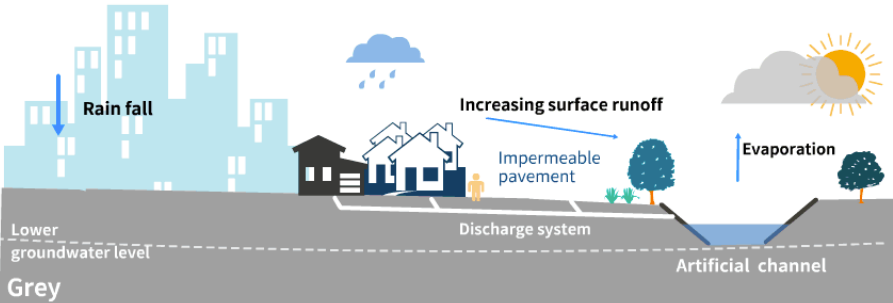 Rain fall
Increasing surface runoff
Impermeable
pavement
Evaporation
Lower
groundwater level
Discharge system
Artificial channel
Grey